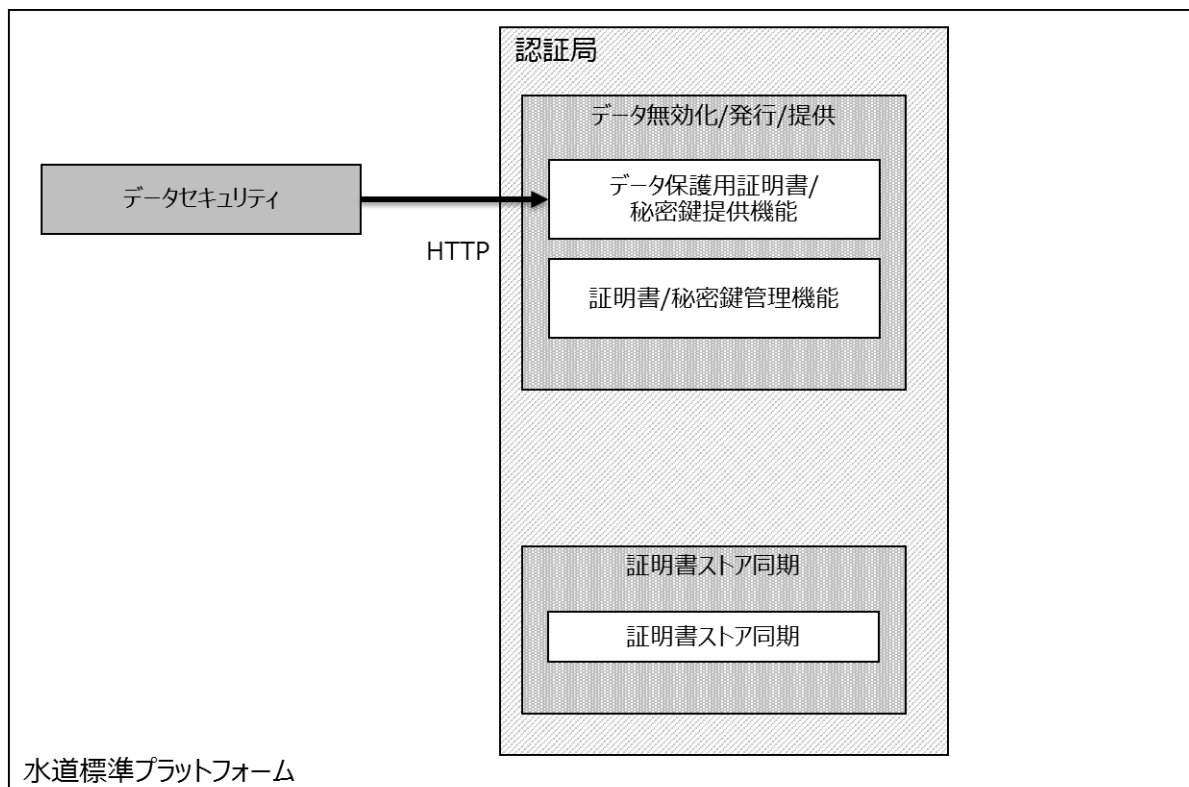 認証局
データ無効化/発行/提供
データセキュリティ
データ保護用証明書/
秘密鍵提供機能
HTTP
証明書/秘密鍵管理機能
証明書ストア同期
証明書ストア同期
水道標準プラットフォーム